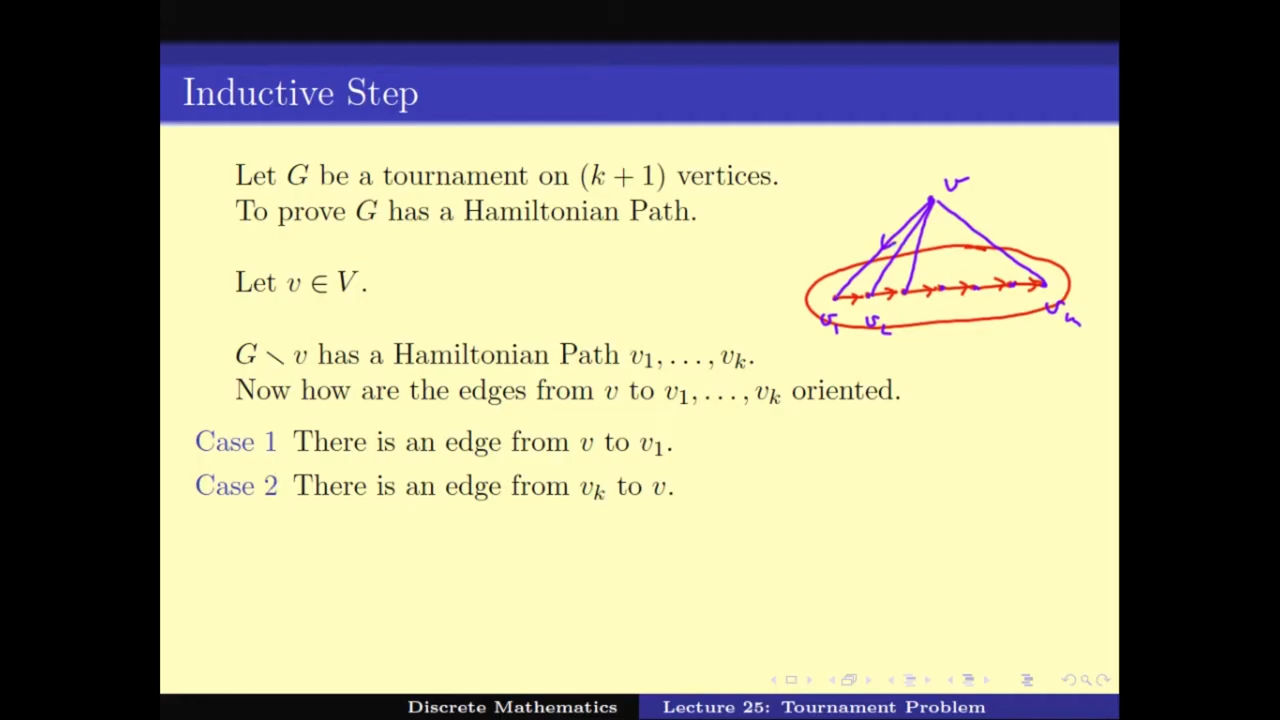 Inductive Step
Let G be a tournament on (k + 1) vertices.
To prove G has a Hamiltonian Path.
v
Let v ∈ V.
v₁ v₂
G ∖ v has a Hamiltonian Path v₁, . . . , vₖ.
Now how are the edges from v to v₁, . . . , vₖ oriented.
Case 1 There is an edge from v to v₁.
Case 2 There is an edge from vₖ to v.
Discrete Mathematics Lecture 25: Tournament Problem